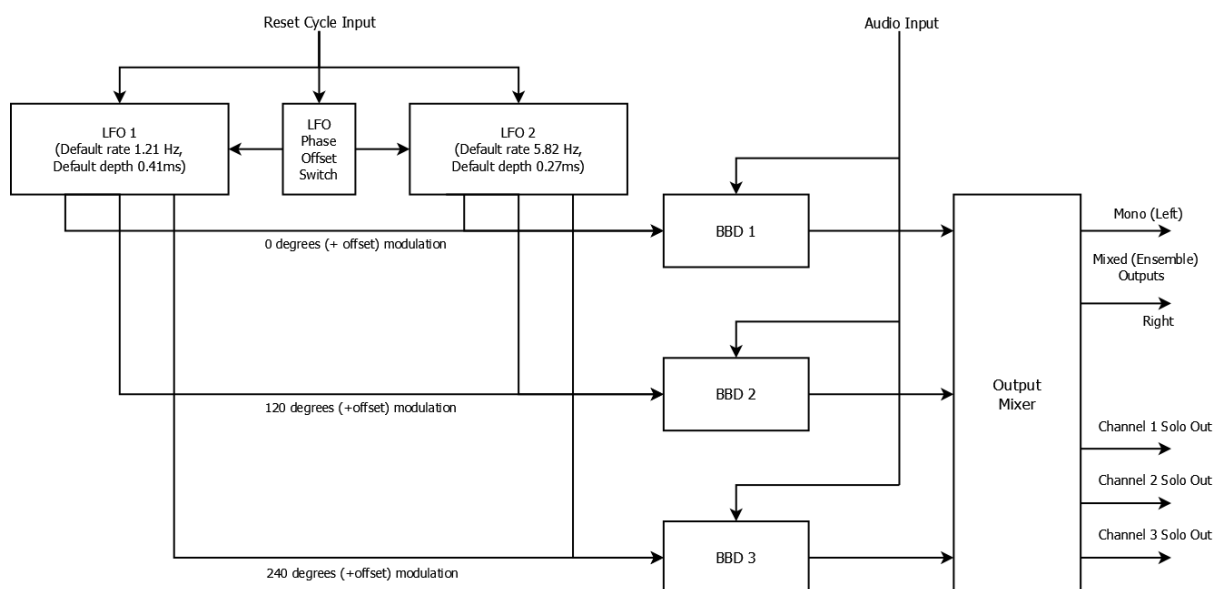 Reset Cycle Input
Audio Input
LFO 1
(Default rate 1.21 Hz,
Default depth 0.41ms)
LFO
Phase
Offset
Switch
LFO 2
(Default rate 5.82 Hz,
Default depth 0.27ms)
0 degrees (+ offset) modulation
BBD 1
Mono (Left)
Mixed (Ensemble)
Outputs
Right
120 degrees (+offset) modulation
BBD 2
Output
Mixer
Channel 1 Solo Out
Channel 2 Solo Out
Channel 3 Solo Out
240 degrees (+offset) modulation
BBD 3